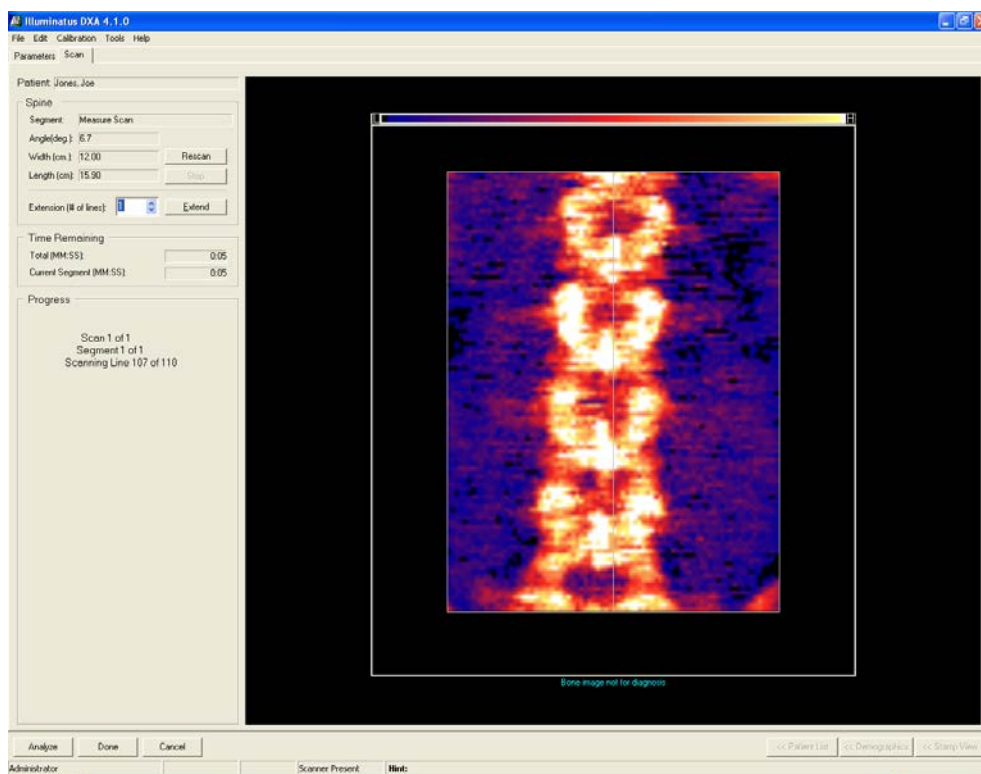 Illuminatus DXA 4.1.0
File Edit Calibration Tools Help
Parameters Scan
Patient: Jones, Joe
Spine
Segment: Measure Scan
Angle(deg.): 6.7
Width (cm.): 12.00 Rescan
Length (cm): 15.90 Stop
Extension (# of lines): 1 Extend
Time Remaining
Total (MM:SS): 0:05
Current Segment (MM:SS): 0:05
Progress
Scan 1 of 1
Segment 1 of 1
Scanning Line 107 of 110
L H
Bone image not for diagnosis
Analyze Done Cancel << Patient List << Demographics << Stamp View
Administrator Scanner Present Hint: